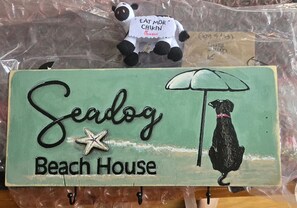 EAT MOR
CHIKIN
Seadog
Beach House